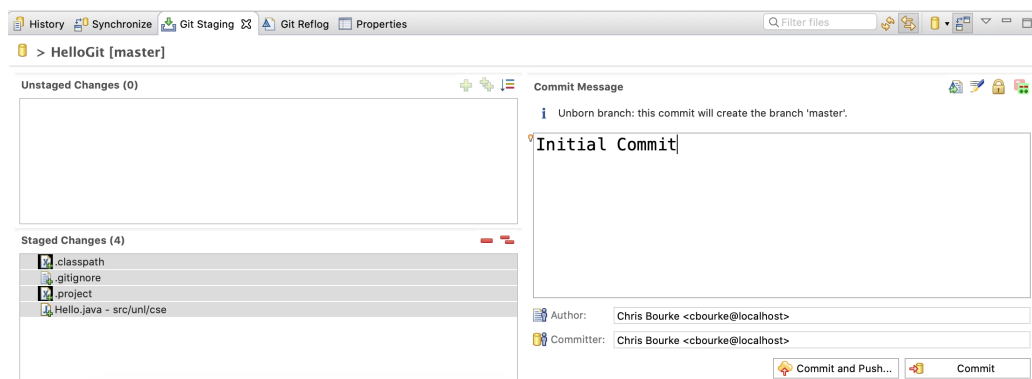 History Synchronize Git Staging Git Reflog Properties Filter files
> HelloGit [master]
Unstaged Changes (0)
Commit Message
Unborn branch: this commit will create the branch 'master'.
Initial Commit
Staged Changes (4)
.classpath
.gitignore
.project
Hello.java - src/unl/cse
Author: Chris Bourke <cbourke@localhost>
Committer: Chris Bourke <cbourke@localhost>
Commit and Push... Commit